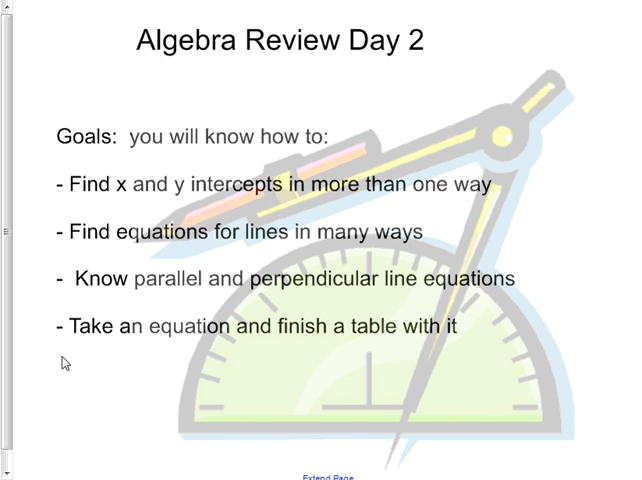 Algebra Review Day 2
Goals:  you will know how to:
- Find x and y intercepts in more than one way
- Find equations for lines in many ways
-  Know parallel and perpendicular line equations
- Take an equation and finish a table with it
Extend Page